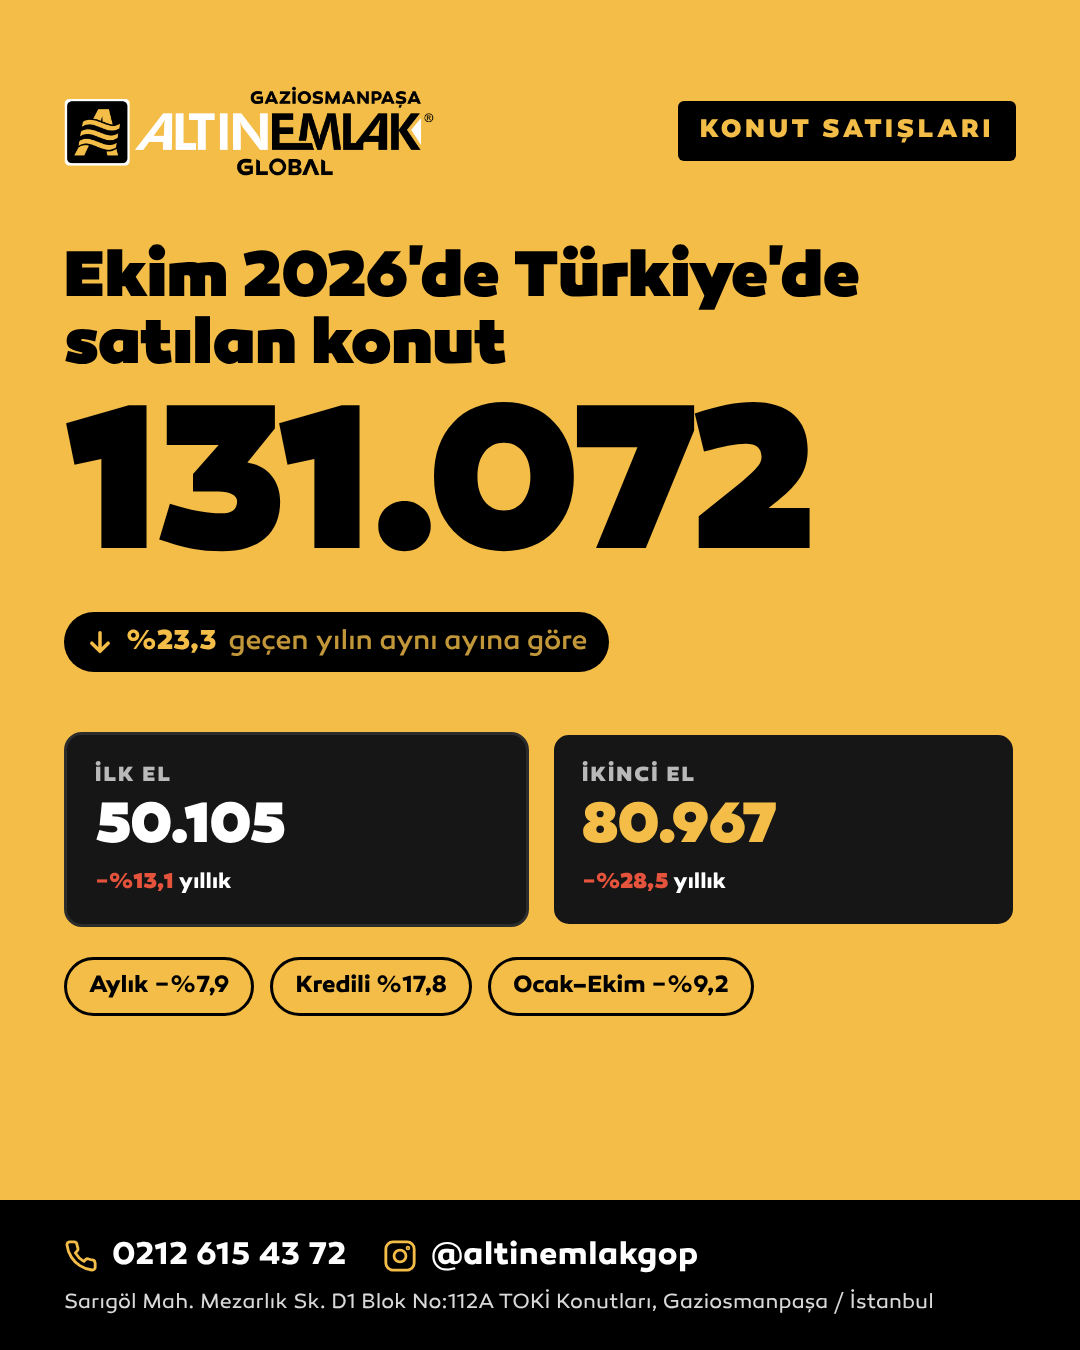 GAZİOSMANPAŞA
ALTINEMLAK®
GLOBAL
KONUT SATIŞLARI
Ekim 2026'de Türkiye'de
satılan konut
131.072
↓ %23,3 geçen yılın aynı ayına göre
İLK EL
50.105
−%13,1 yıllık
İKİNCİ EL
80.967
−%28,5 yıllık
Aylık −%7,9
Kredili %17,8
Ocak–Ekim −%9,2
0212 615 43 72
@altinemlakgop
Sarıgöl Mah. Mezarlık Sk. D1 Blok No:112A TOKİ Konutları, Gaziosmanpaşa / İstanbul